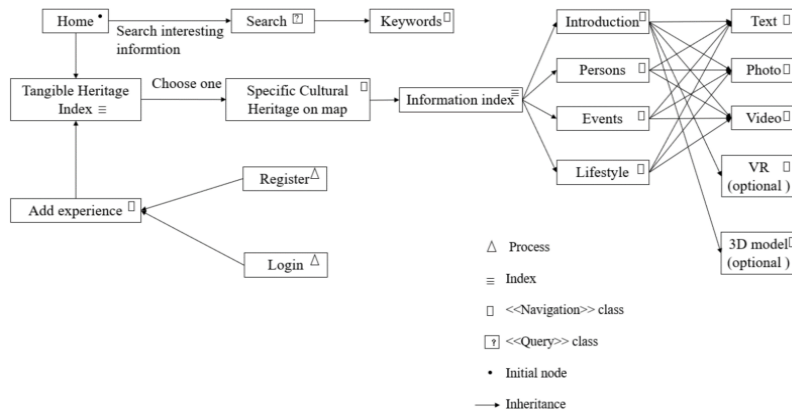 Home
Search interesting
informtion
Search
Keywords
Tangible Heritage
Index
Choose one
Specific Cultural
Heritage on map
Information index
Introduction
Persons
Events
Lifestyle
Text
Photo
Video
VR
(optional )
3D model
(optional )
Register
Add experience
Login
Process
Index
<<Navigation>> class
? <<Query>> class
Initial node
Inheritance